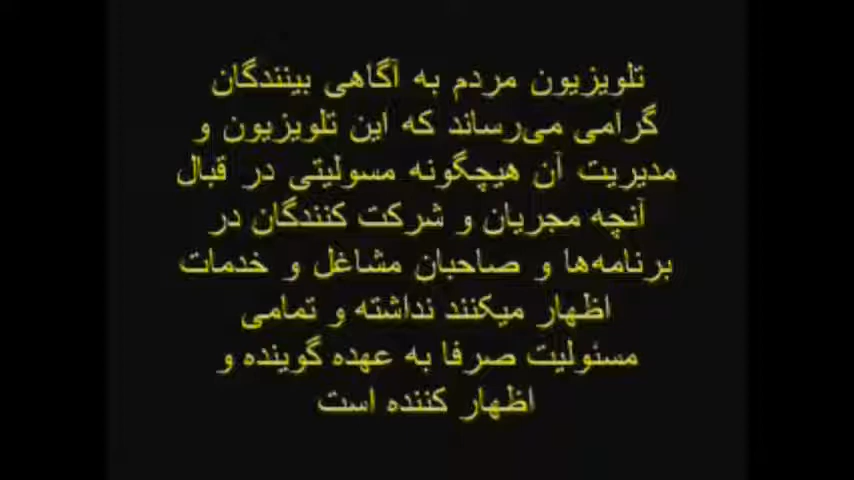 تلویزیون مردم به آگاهی بینندگان
گرامی می‌رساند که این تلویزیون و
مدیریت آن هیچگونه مسولیتی در قبال
آنچه مجریان و شرکت کنندگان در
برنامه‌ها و صاحبان مشاغل و خدمات
اظهار میکنند نداشته و تمامی
مسئولیت صرفا به عهده گوینده و
اظهار کننده است